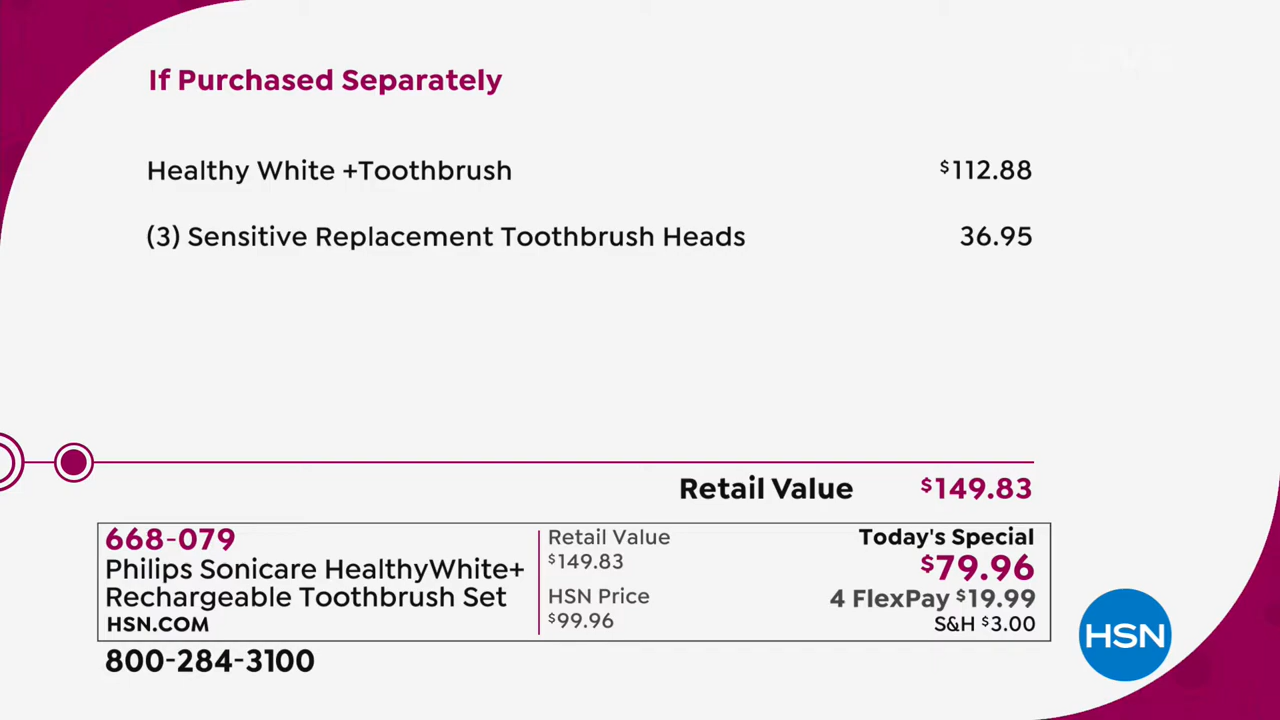 If Purchased Separately
Healthy White +Toothbrush $112.88
(3) Sensitive Replacement Toothbrush Heads 36.95
Retail Value $149.83
668-079
Philips Sonicare HealthyWhite+
Rechargeable Toothbrush Set
HSN.COM
Retail Value
$149.83
HSN Price
$99.96
Today's Special
$79.96
4 FlexPay $19.99
S&H $3.00
800-284-3100
HSN